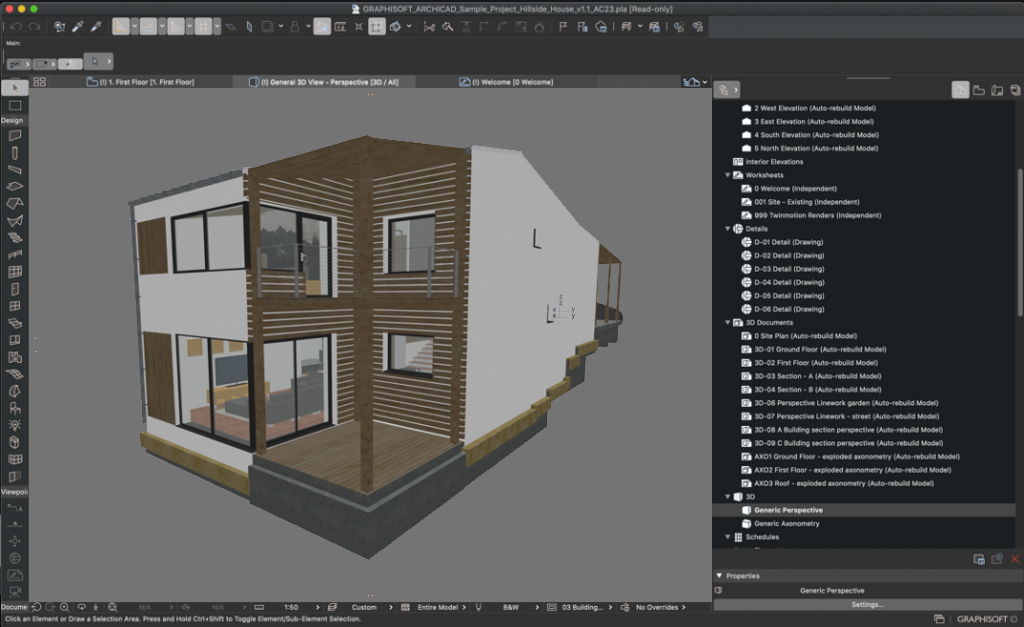 GRAPHISOFT_ARCHICAD_Sample_Project_Hillside_House_v1.1_AC23.pla [Read-only]
Main:
(!) 1. First Floor [1. First Floor]
(!) General 3D View - Perspective [3D / All]
(!) Welcome [0 Welcome]
Design
Viewpoi
2 West Elevation (Auto-rebuild Model)
3 East Elevation (Auto-rebuild Model)
4 South Elevation (Auto-rebuild Model)
5 North Elevation (Auto-rebuild Model)
Interior Elevations
Worksheets
0 Welcome (Independent)
001 Site - Existing (Independent)
999 Twinmotion Renders (Independent)
Details
D-01 Detail (Drawing)
D-02 Detail (Drawing)
D-03 Detail (Drawing)
D-04 Detail (Drawing)
D-05 Detail (Drawing)
D-06 Detail (Drawing)
3D Documents
0 Site Plan (Auto-rebuild Model)
3D-01 Ground Floor (Auto-rebuild Model)
3D-02 First Floor (Auto-rebuild Model)
3D-03 Section - A (Auto-rebuild Model)
3D-04 Section - B (Auto-rebuild Model)
3D-06 Perspective Linework garden (Auto-rebuild Model)
3D-07 Perspective Linework - street (Auto-rebuild Model)
3D-08 A Building section perspective (Auto-rebuild Model)
3D-09 C Building section perspective (Auto-rebuild Model)
AXO1 Ground Floor - exploded axonometry (Auto-rebuild Model)
AXO2 First Floor - exploded axonometry (Auto-rebuild Model)
AXO3 Roof - exploded axonometry (Auto-rebuild Model)
3D
Generic Perspective
Generic Axonometry
Schedules
Properties
Generic Perspective
Settings...
z
z
x y
x y
Docume
N/A
N/A
1:50
Custom
Entire Model
B&W
03 Building...
No Overrides
Click an Element or Draw a Selection Area. Press and Hold Ctrl+Shift to Toggle Element/Sub-Element Selection.
GRAPHISOFT ID